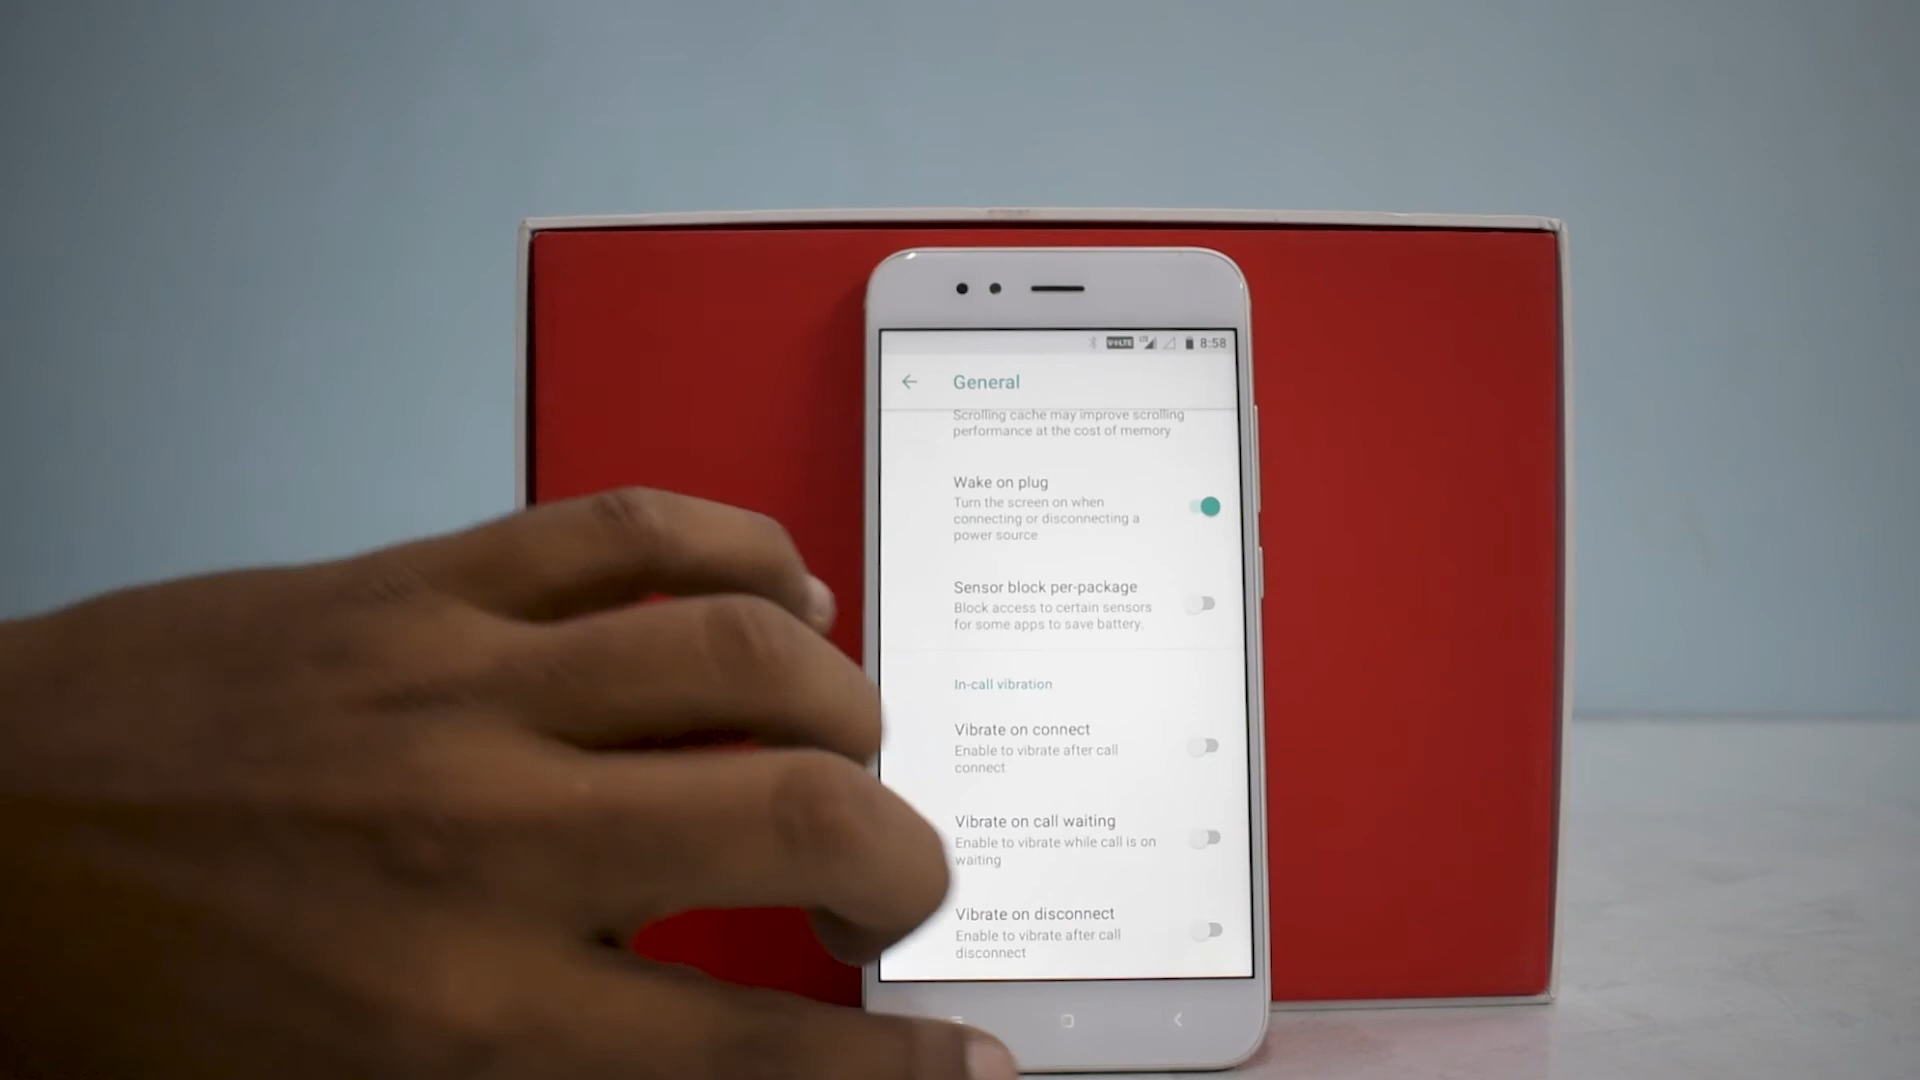 VoLTE LTE 8:58
General
Scrolling cache may improve scrolling
performance at the cost of memory
Wake on plug
Turn the screen on when
connecting or disconnecting a
power source
Sensor block per-package
Block access to certain sensors
for some apps to save battery.
In-call vibration
Vibrate on connect
Enable to vibrate after call
connect
Vibrate on call waiting
Enable to vibrate while call is on
waiting
Vibrate on disconnect
Enable to vibrate after call
disconnect